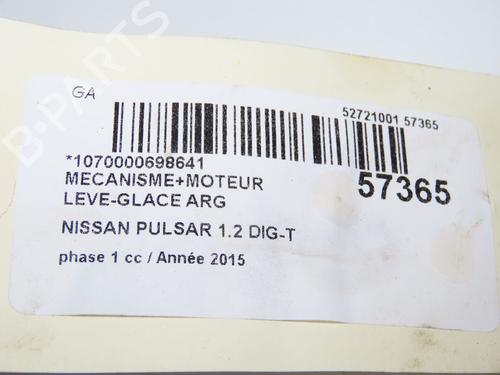 B-PARTS
GA
52721001 57365
*1070000698641
57365
MECANISME+MOTEUR
LEVE-GLACE ARG
NISSAN PULSAR 1.2 DIG-T
phase 1 cc / Année 2015